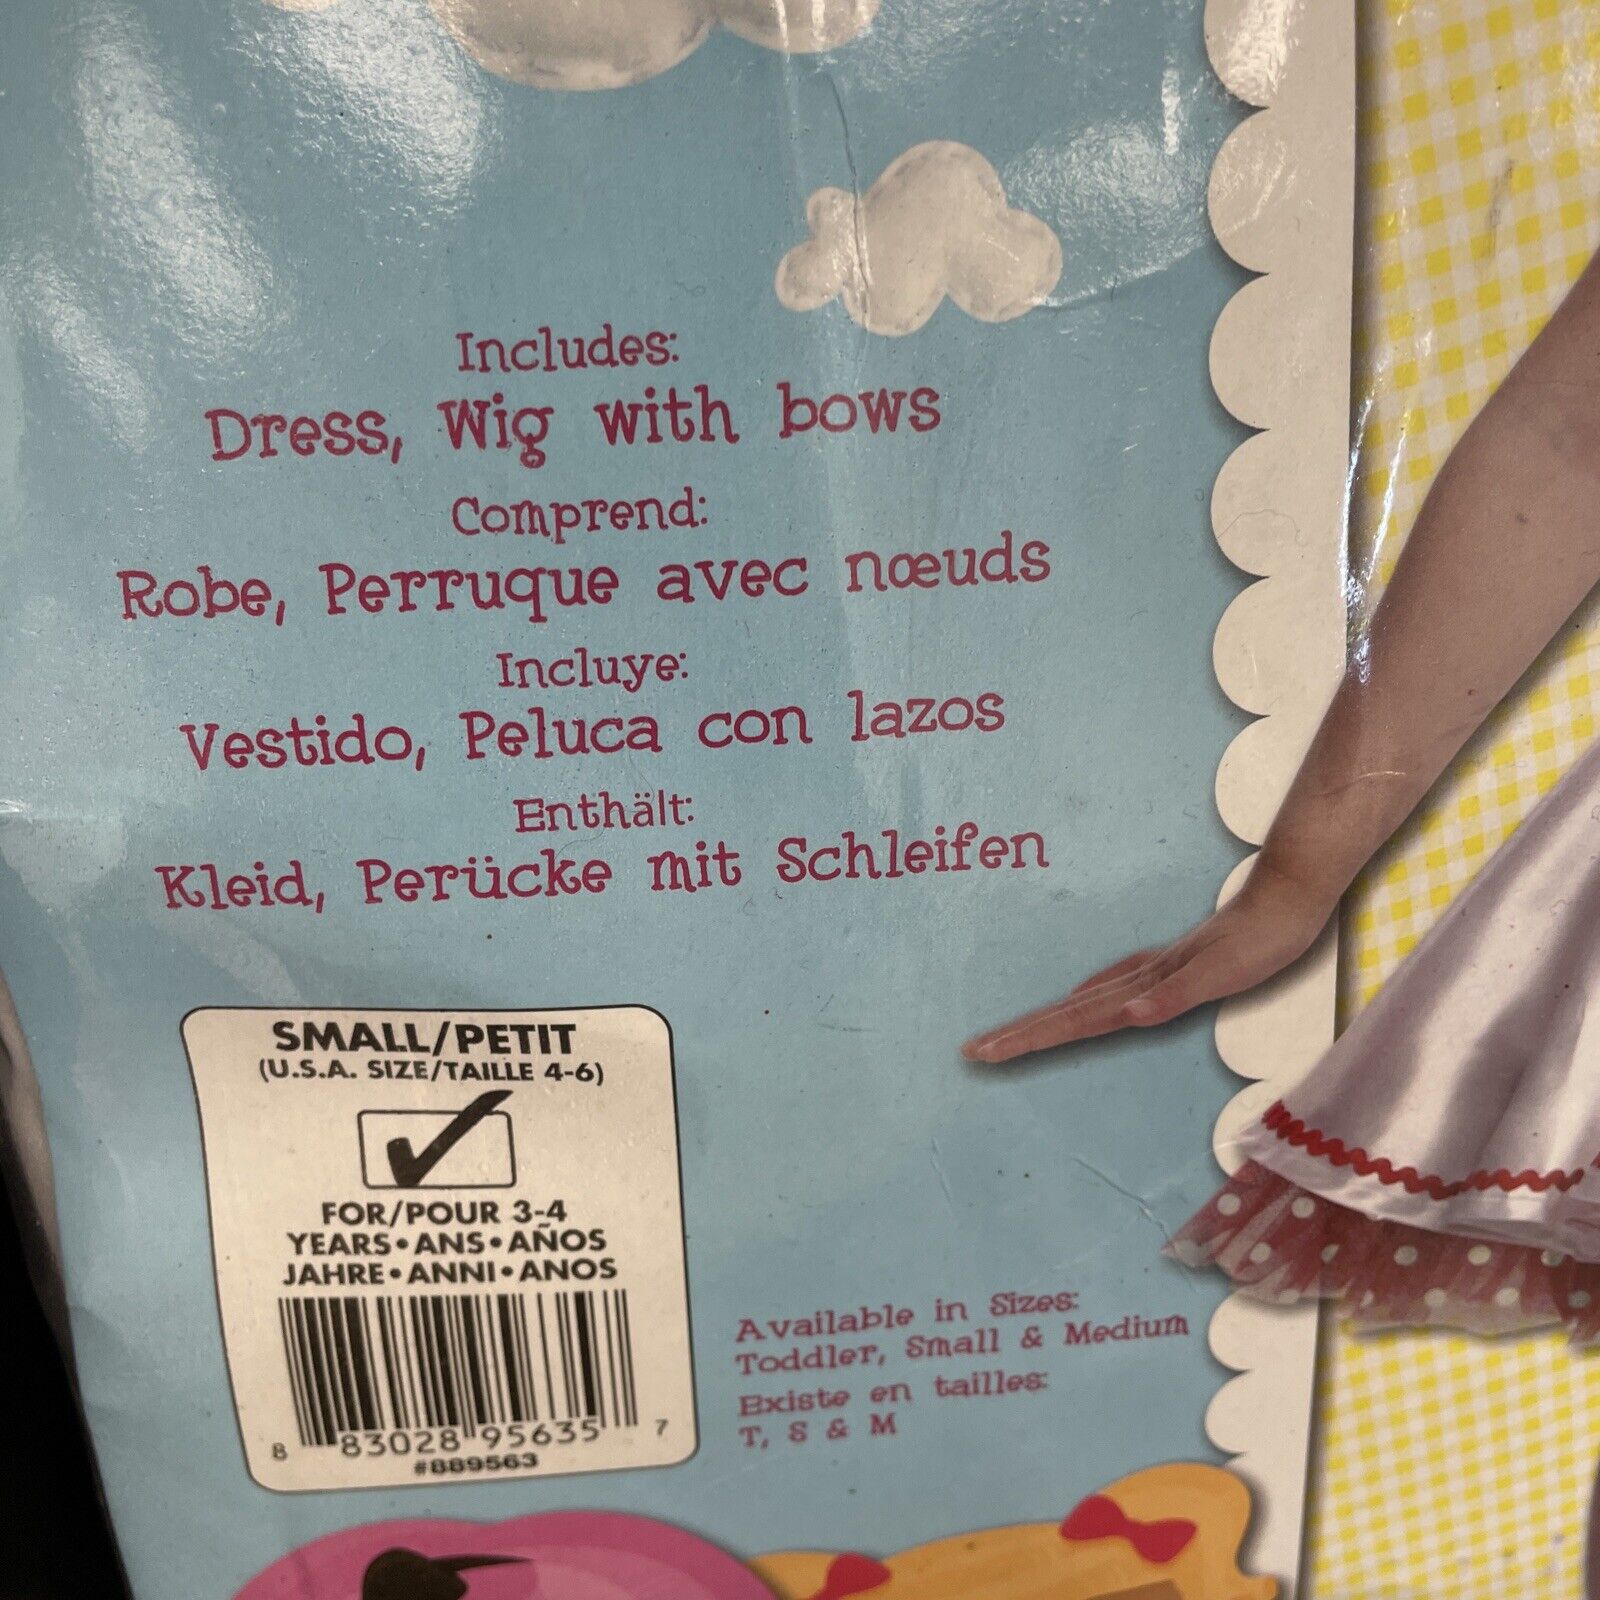 Includes:
Dress, Wig with bows
Comprend:
Robe, Perruque avec nœuds
Incluye:
Vestido, Peluca con lazos
Enthält:
Kleid, Perücke mit Schleifen
SMALL/PETIT
(U.S.A. SIZE/TAILLE 4-6)
FOR/POUR 3-4
YEARS•ANS•AÑOS
JAHRE•ANNI•ANOS
8 83028 95635 7
#889563
Available in Sizes:
Toddler, Small & Medium
Existe en tailles:
T, S & M